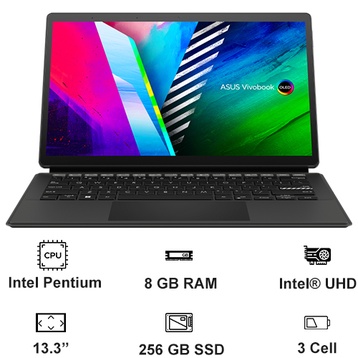 ASUS Vivobook OLED
CPU
Intel Pentium
8 GB RAM
Intel® UHD
13.3”
256 GB SSD
3 Cell